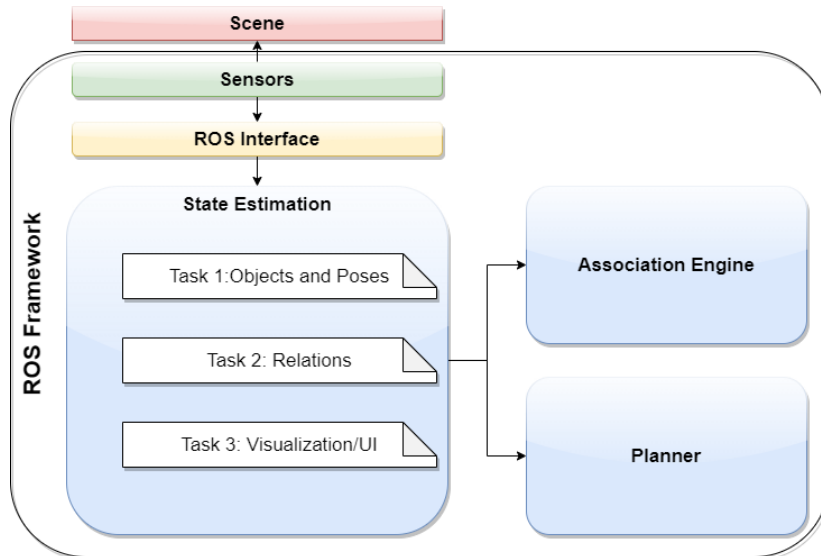 Scene
Sensors
ROS Interface
ROS Framework
State Estimation
Task 1:Objects and Poses
Task 2: Relations
Task 3: Visualization/UI
Association Engine
Planner